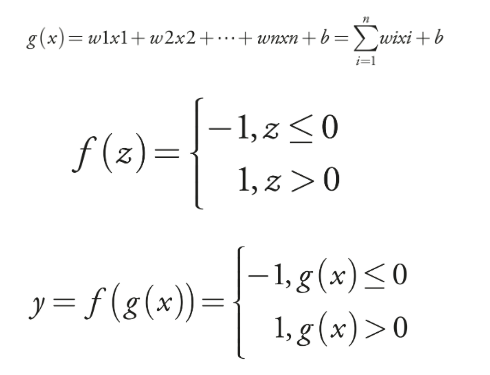 g(x)=w1x1+w2x2+⋯+wnxn+b=∑_{i=1}^{n}wixi+b
f(z)={−1,z≤0
1,z>0
y=f(g(x))={−1,g(x)≤0
1,g(x)>0